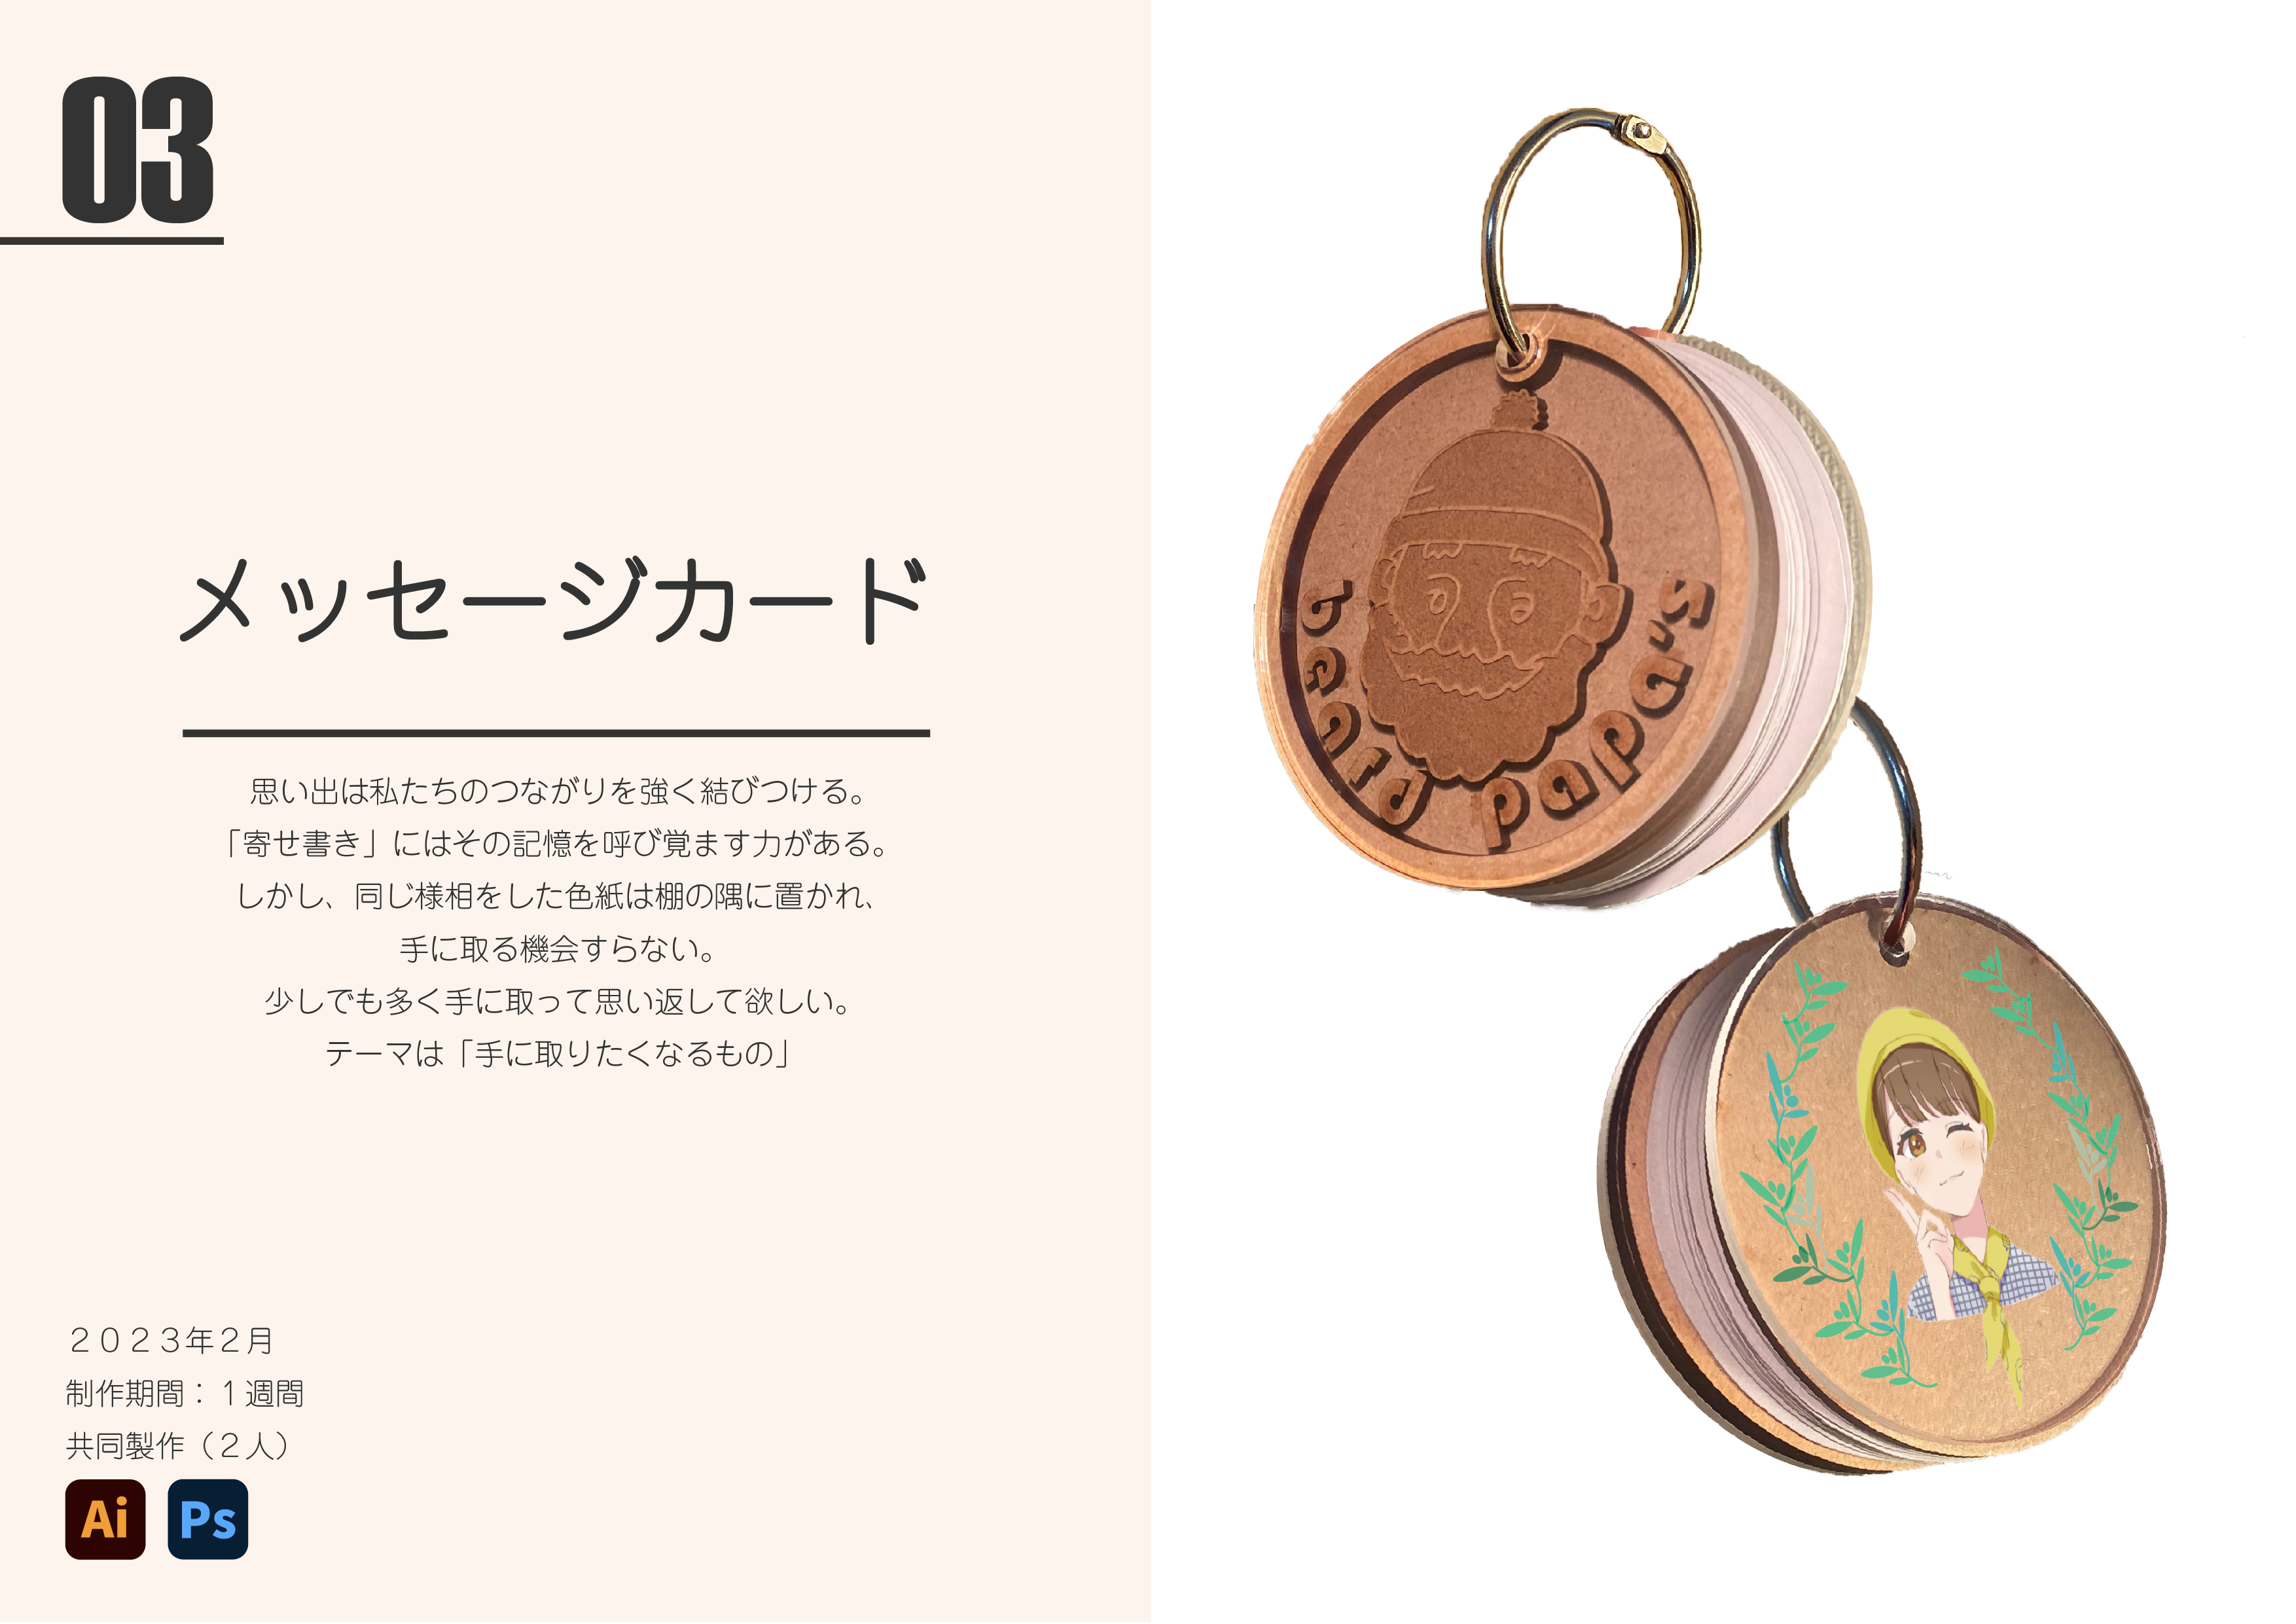 03
メッセージカード
思い出は私たちのつながりを強く結びつける。
「寄せ書き」にはその記憶を呼び覚ます力がある。
しかし、同じ様相をした色紙は棚の隅に置かれ、
手に取る機会すらない。
少しでも多く手に取って思い返して欲しい。
テーマは「手に取りたくなるもの」
２０２３年２月
制作期間：１週間
共同製作（２人）
Ai Ps
beard papa's